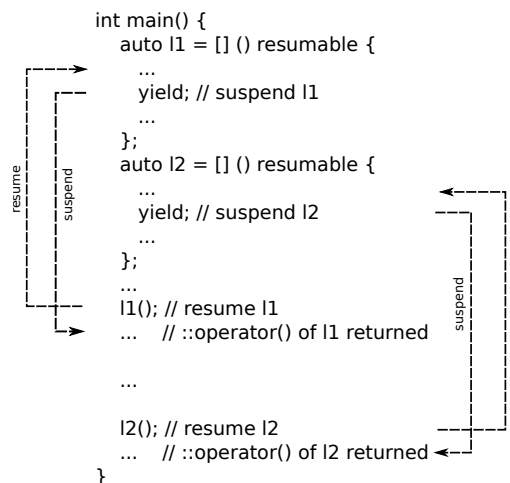 int main() {
auto l1 = [] () resumable {
...
yield; // suspend l1
...
};
auto l2 = [] () resumable {
...
yield; // suspend l2
...
};
...
l1(); // resume l1
... // ::operator() of l1 returned
...
l2(); // resume l2
... // ::operator() of l2 returned
}
resume
suspend
suspend